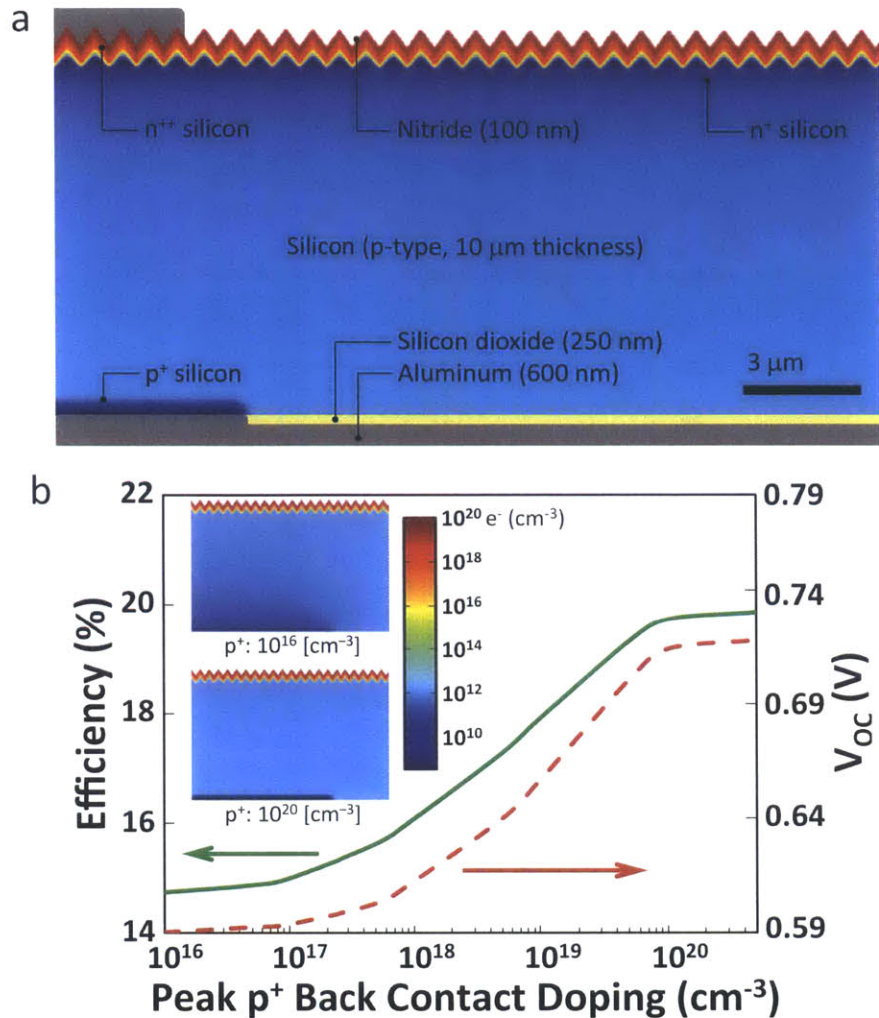 a
n⁺⁺ silicon
Nitride (100 nm)
n⁺ silicon
Silicon (p-type, 10 μm thickness)
Silicon dioxide (250 nm)
p⁺ silicon
Aluminum (600 nm)
3 μm
b
22
20
18
16
14
Efficiency (%)
10²⁰ e⁻ (cm⁻³)
10¹⁸
10¹⁶
10¹⁴
10¹²
10¹⁰
p⁺: 10¹⁶ [cm⁻³]
p⁺: 10²⁰ [cm⁻³]
0.79
0.74
0.69
0.64
0.59
V_OC (V)
10¹⁶ 10¹⁷ 10¹⁸ 10¹⁹ 10²⁰
Peak p⁺ Back Contact Doping (cm⁻³)